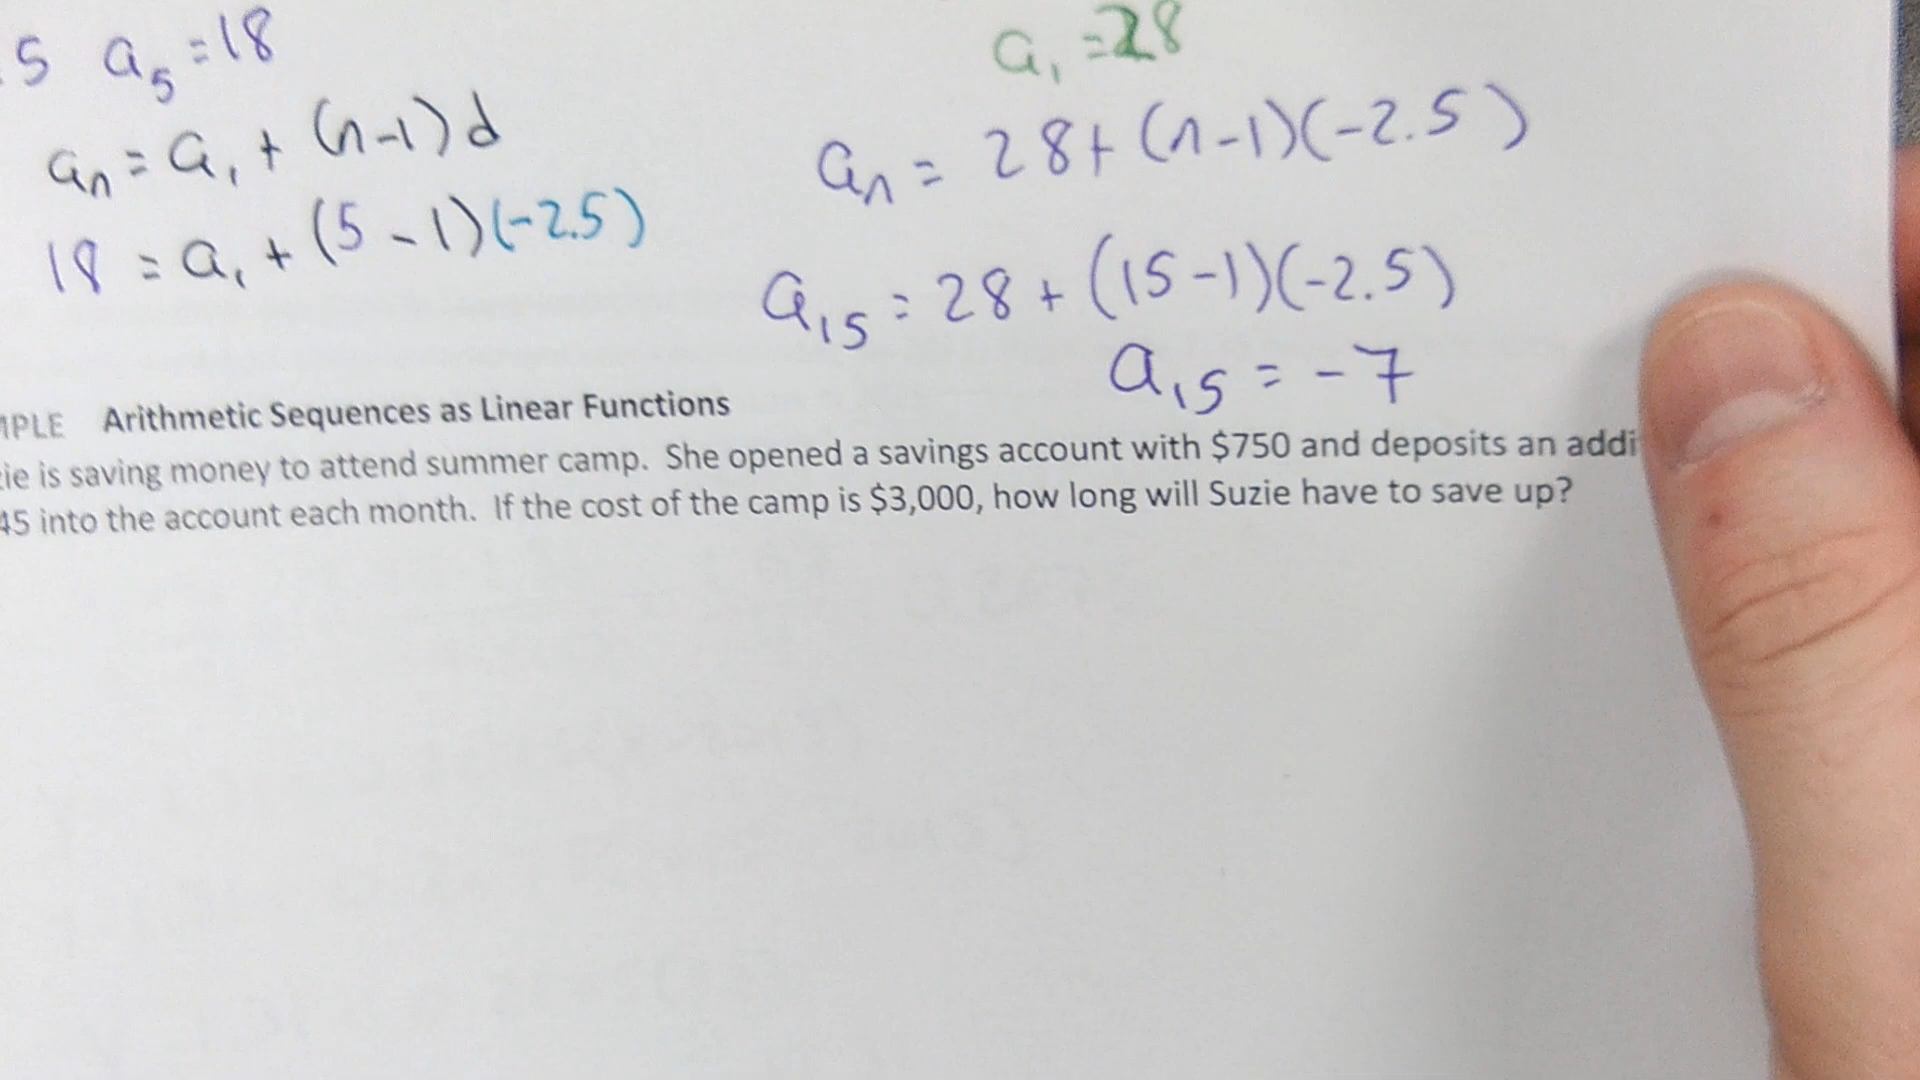 5 a₅ = 18
aₙ = a₁ + (n-1)d
18 = a₁ + (5-1)(-2.5)
a₁ = 28
aₙ = 28 + (n-1)(-2.5)
a₁₅ = 28 + (15-1)(-2.5)
a₁₅ = -7
Arithmetic Sequences as Linear Functions
is saving money to attend summer camp. She opened a savings account with $750 and deposits an addi
45 into the account each month. If the cost of the camp is $3,000, how long will Suzie have to save up?